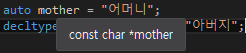 auto mother = "어머니";
decltype
"아버지";
const char *mother